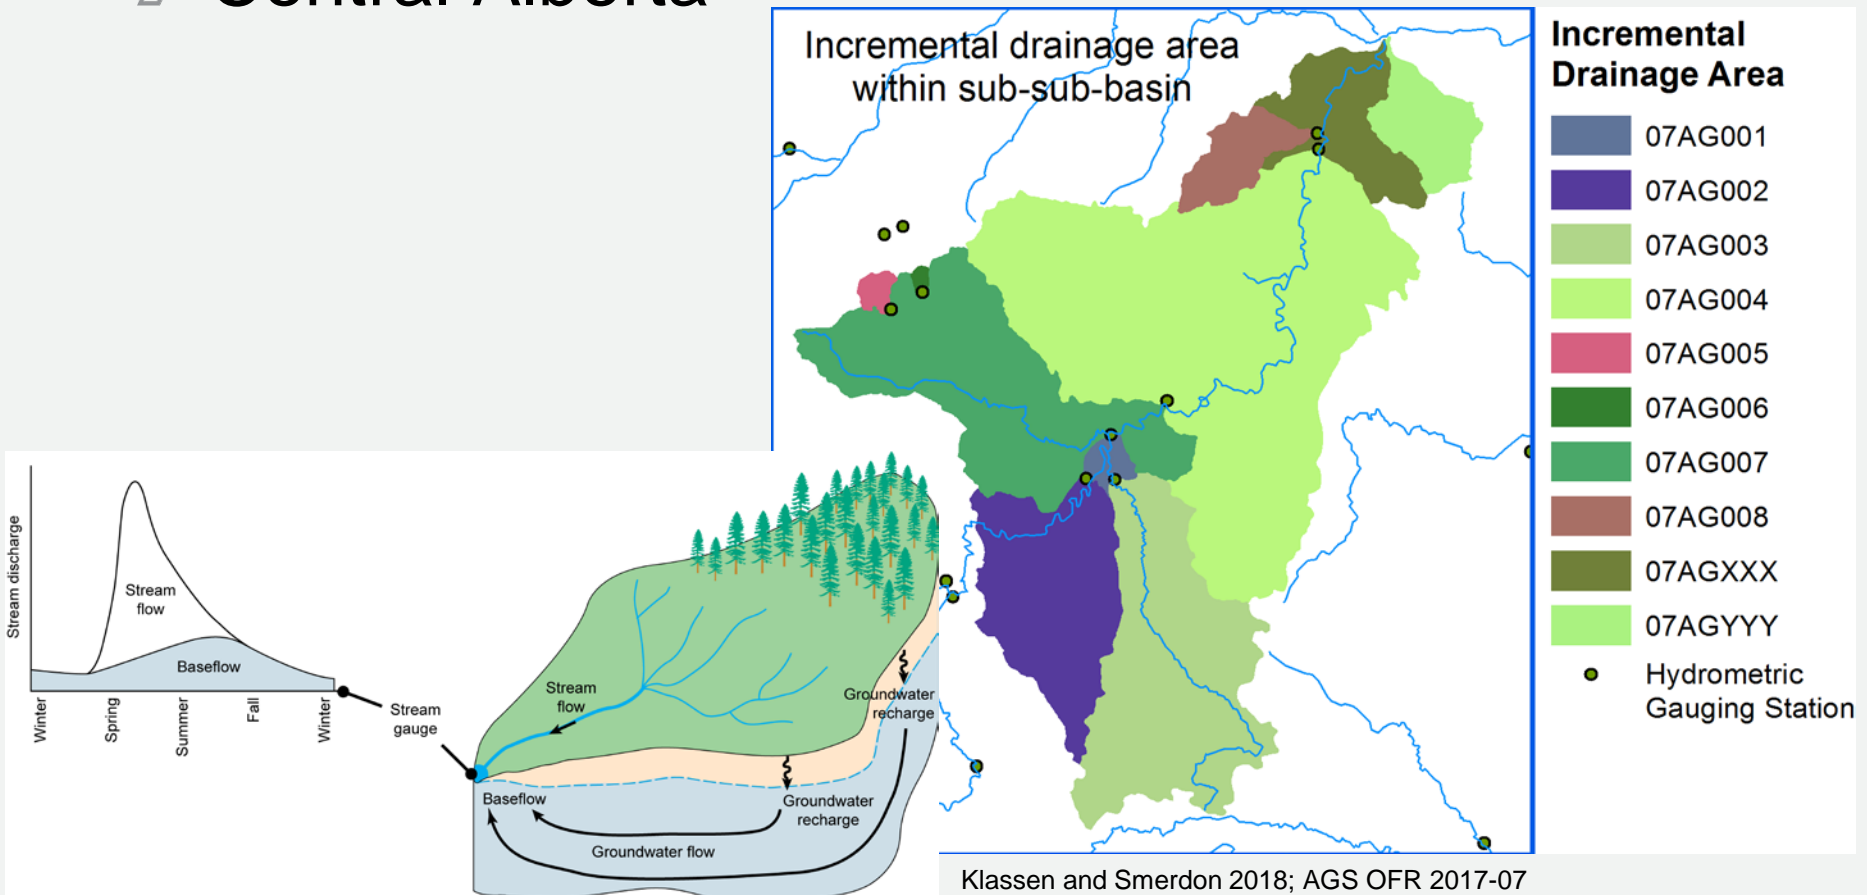 Central Alberta
Incremental drainage area
within sub-sub-basin
Incremental
Drainage Area
07AG001
07AG002
07AG003
07AG004
07AG005
07AG006
07AG007
07AG008
07AGXXX
07AGYYY
Hydrometric
Gauging Station
Stream discharge
Stream
flow
Baseflow
Winter
Spring
Summer
Fall
Winter
Stream
gauge
Stream
flow
Groundwater
recharge
Baseflow
Groundwater
recharge
Groundwater flow
Klassen and Smerdon 2018; AGS OFR 2017-07